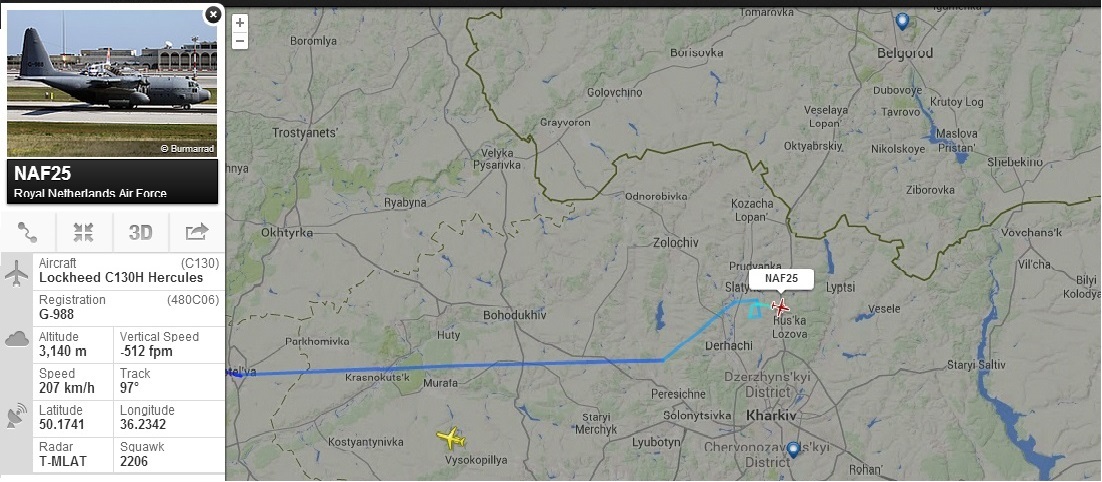 G-988
© Burmarrad
NAF25
Royal Netherlands Air Force
3D
Aircraft
(C130)
Lockheed C130H Hercules
Registration
(480C06)
G-988
Altitude
Vertical Speed
3,140 m
-512 fpm
Speed
Track
207 km/h
97°
Latitude
Longitude
50.1741
36.2342
Radar
Squawk
T-MLAT
2206
+
−
Tomarovka
Boromlya
Borisovka
Belgorod
Golovchino
Dubovoye
Tavrovo
Krutoy Log
Grayvoron
Veselaya
Lopan'
Trostyanets'
Oktyabrskiy,
Nikolskoye
Maslova
Pristan'
Velyka
Pysarivka
Shebekino
Ziborovka
Ryabyna
Odnorobivka
Kozacha
Lopan'
Okhtyrka
Zolochiv
Vovchans'k
Prudyanka
Vil'cha,
NAF25
Slaty
Lyptsi
Bilyi
Kolodya
Vesele
Bohodukhiv
Rus'ka
Lozova
Huty
Parkhomivka
Derhachi
Krasnokuts'k
Murafa
Dzerzhyns'kyi
District
Staryi Saltiv
Peresichne
Staryi
Merchyk
Solonytsivka
Kharkiv
Kostyantynivka
Lyubotyn
Chervonozavods'kyi
District
Vysokopillya
Rohan'